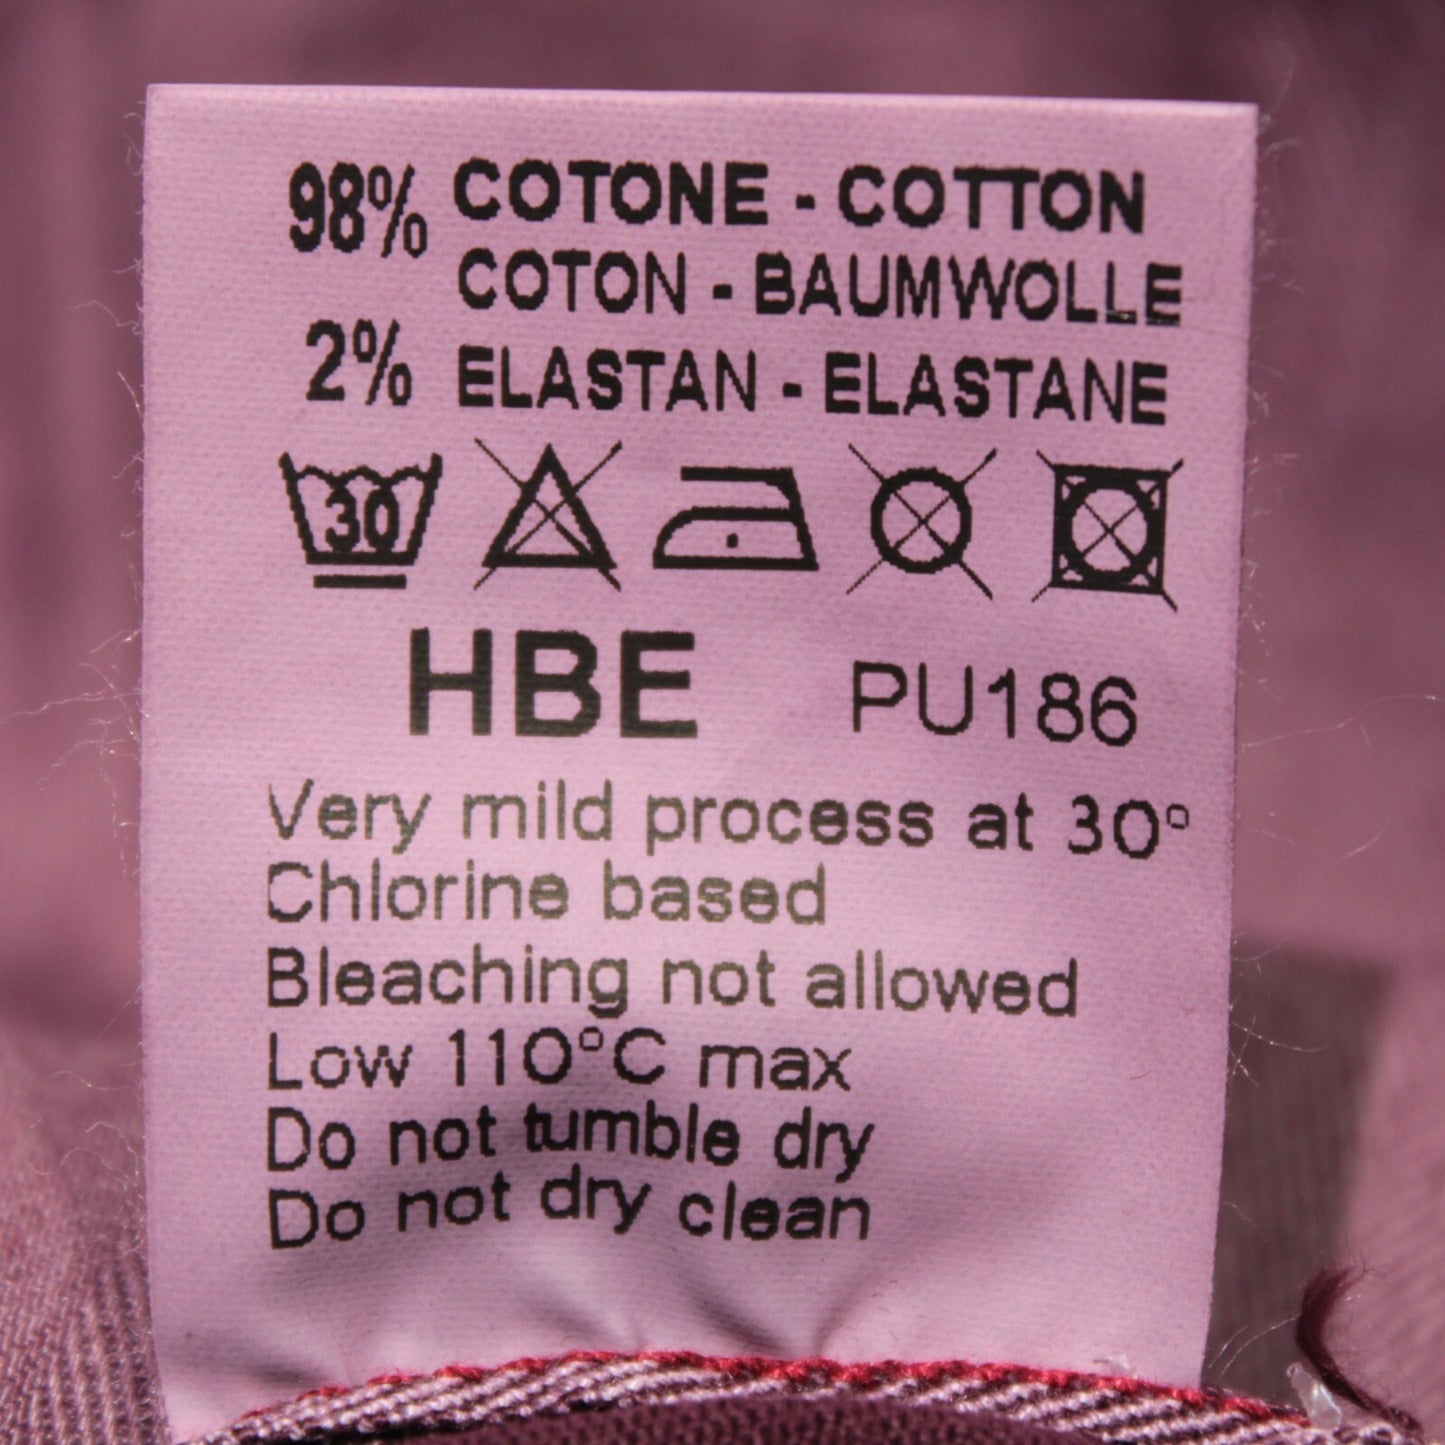 98% COTONE - COTTON
COTON - BAUMWOLLE
2% ELASTAN - ELASTANE
30
HBE PU186
Very mild process at 30°
Chlorine based
Bleaching not allowed
Low 110°C max
Do not tumble dry
Do not dry clean